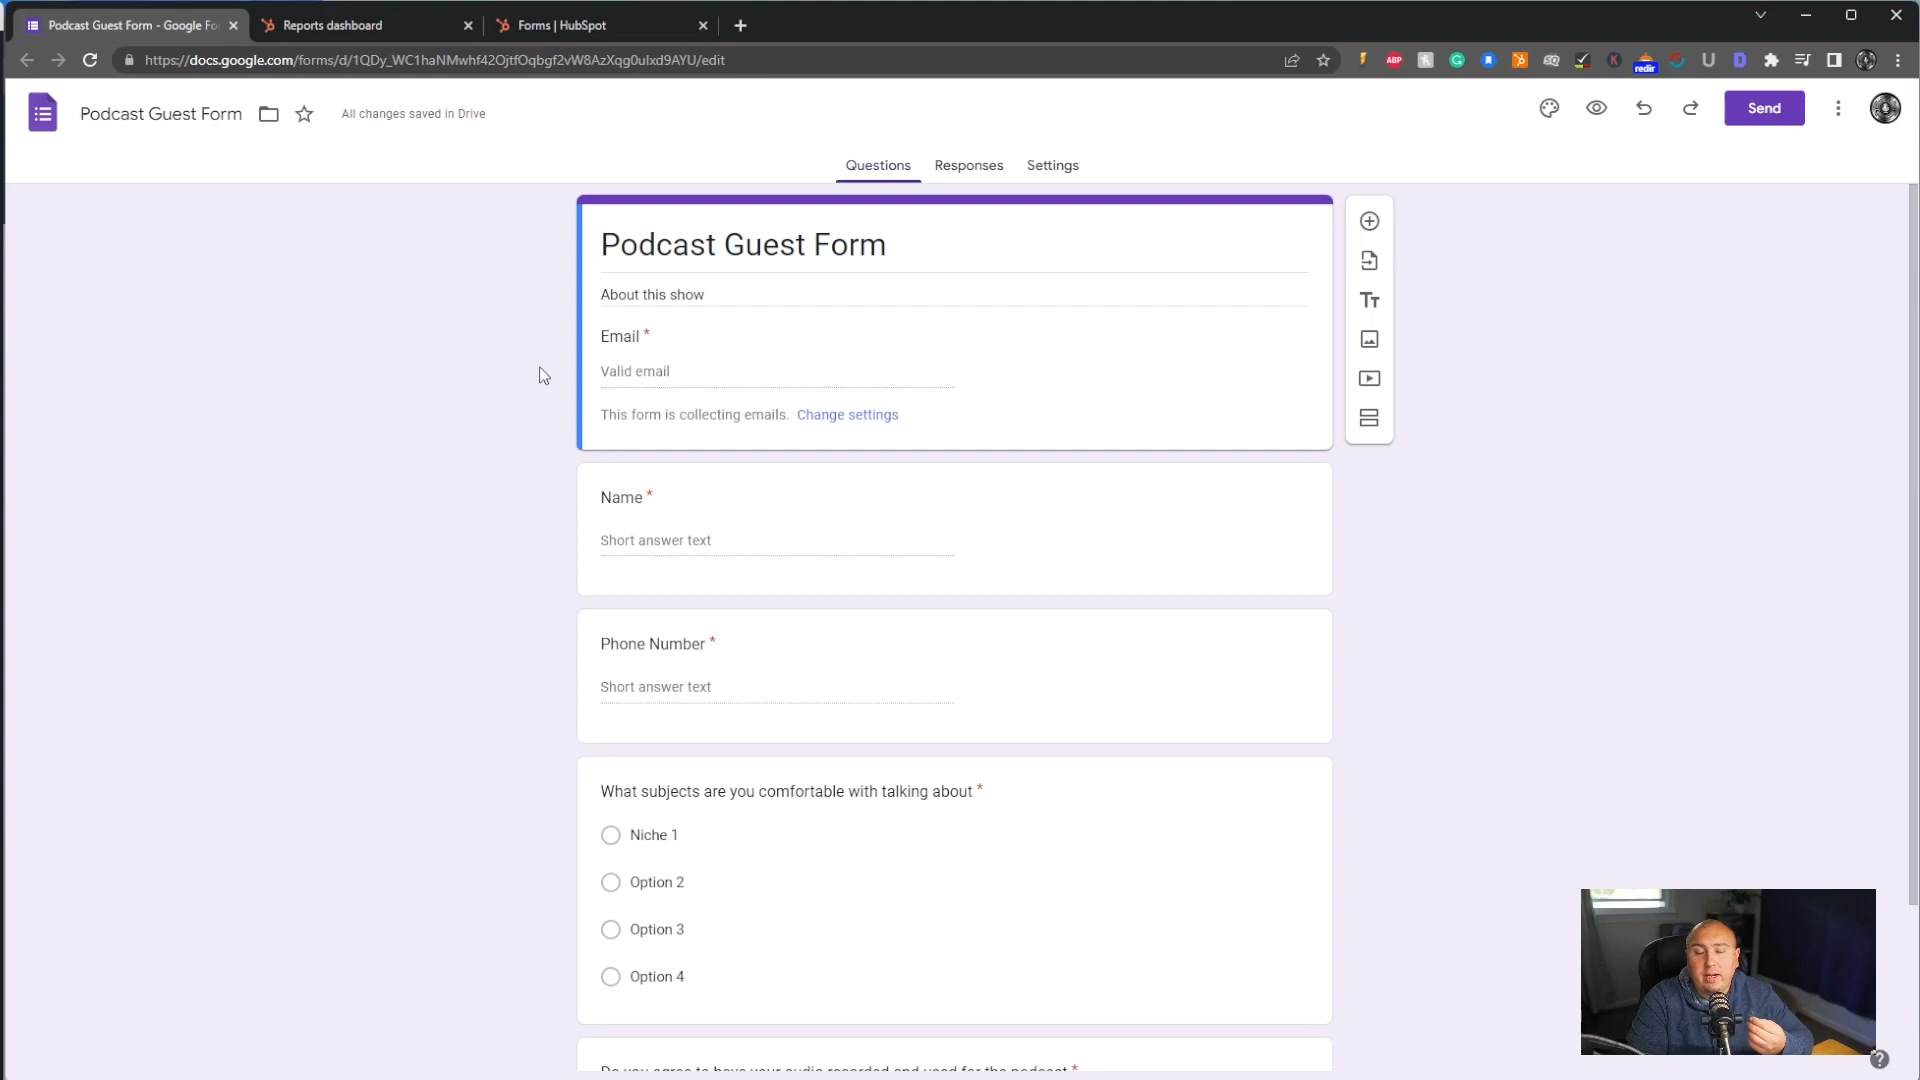 Podcast Guest Form - Google Fo
Reports dashboard
Forms | HubSpot
https://docs.google.com/forms/d/1QDy_WC1haNMwhf42OjtfOqbgf2vW8AzXqg0uIxd9AYU/edit
ABP
redir
Podcast Guest Form
All changes saved in Drive
Send
Questions Responses Settings
Podcast Guest Form
About this show
Email *
Valid email
This form is collecting emails. Change settings
Name *
Short answer text
Phone Number *
Short answer text
What subjects are you comfortable with talking about *
Niche 1
Option 2
Option 3
Option 4
Do you agree to have your audio recorded and used for the podcast *